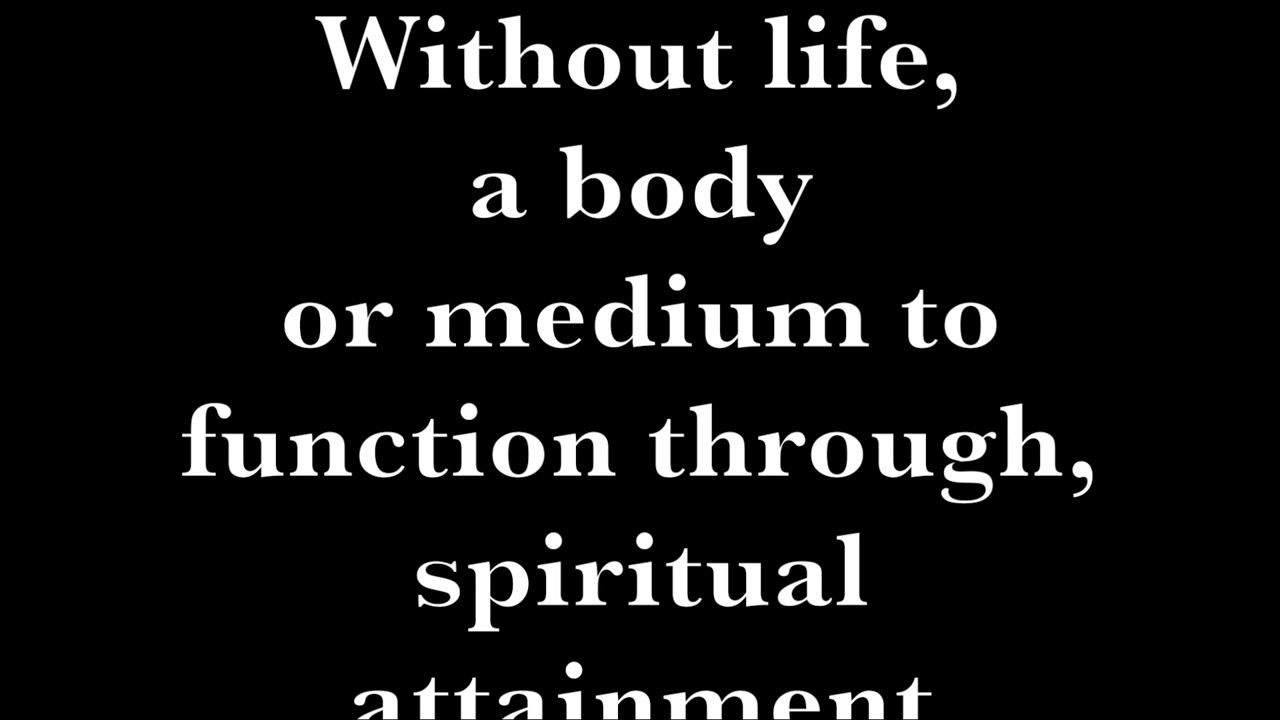 Without life,
a body
or medium to
function through,
spiritual
attainment